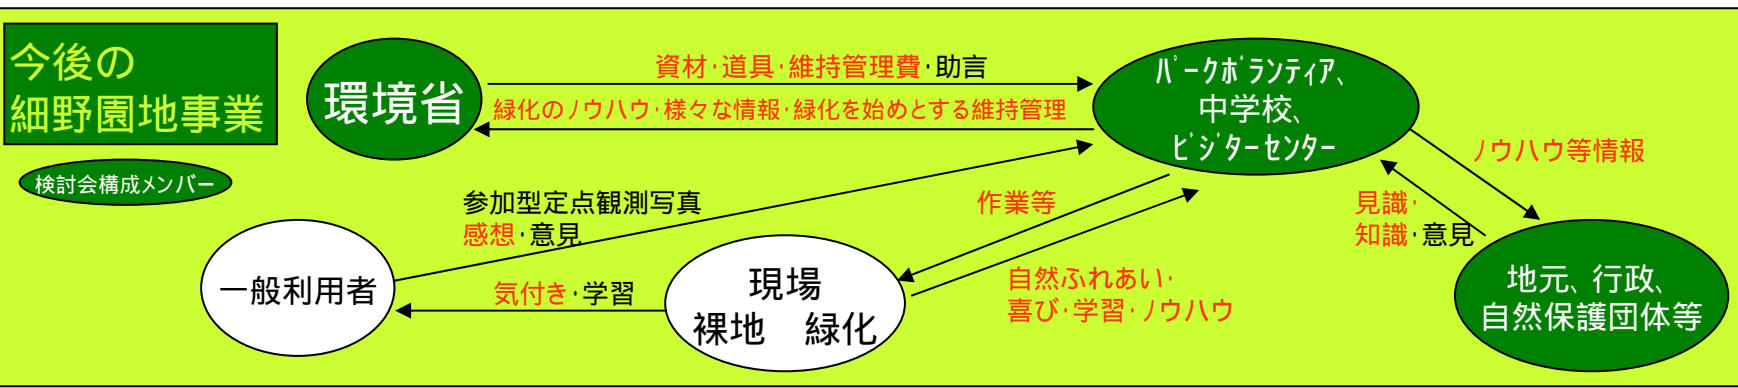 今後の
細野園地事業
検討会構成メンバー
環境省
資材・道具・維持管理費・助言
緑化のノウハウ・様々な情報・緑化を始めとする維持管理
ﾊﾟｰｸﾎﾞﾗﾝﾃｨｱ、
中学校、
ﾋﾞｼﾞﾀｰｾﾝﾀｰ
ノウハウ等情報
見識・
知識・意見
参加型定点観測写真
感想・意見
作業等
一般利用者
気付き・学習
現場
裸地　緑化
自然ふれあい・
喜び・学習・ノウハウ
地元、行政、
自然保護団体等